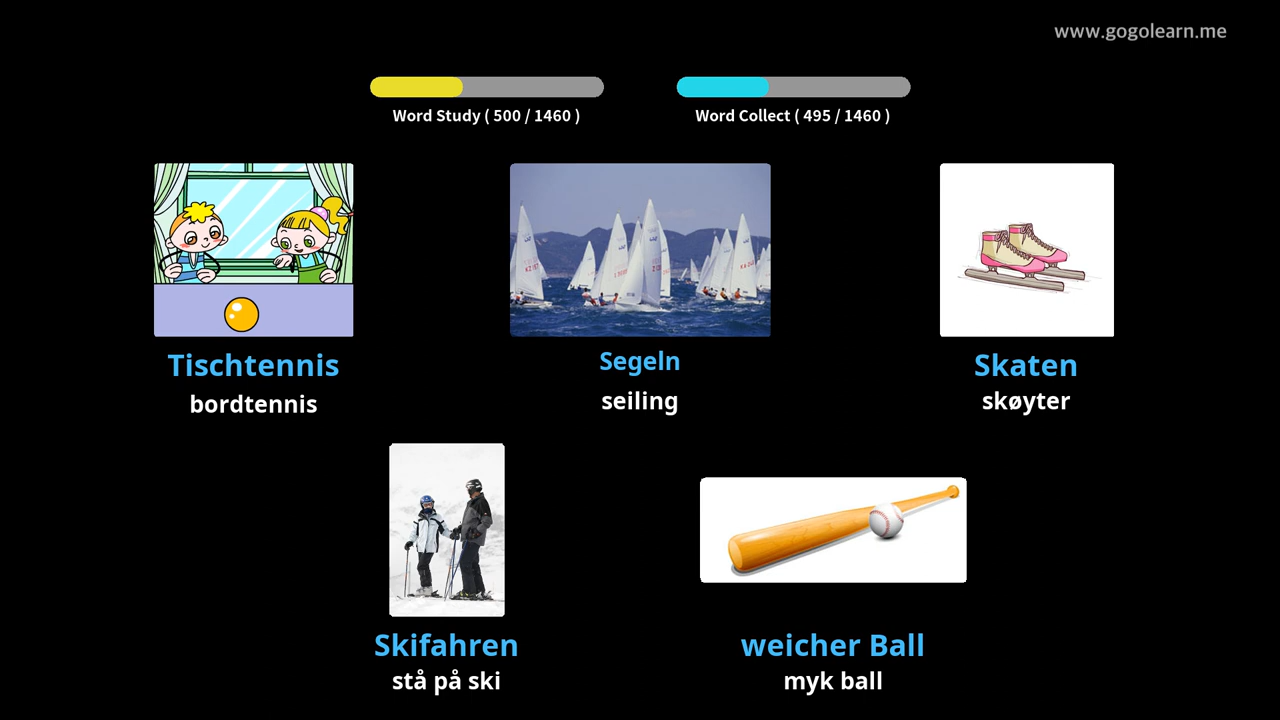 www.gogolearn.me
Word Study ( 500 / 1460 )
Word Collect ( 495 / 1460 )
Tischtennis
bordtennis
Segeln
seiling
Skaten
skøyter
Skifahren
stå på ski
weicher Ball
myk ball